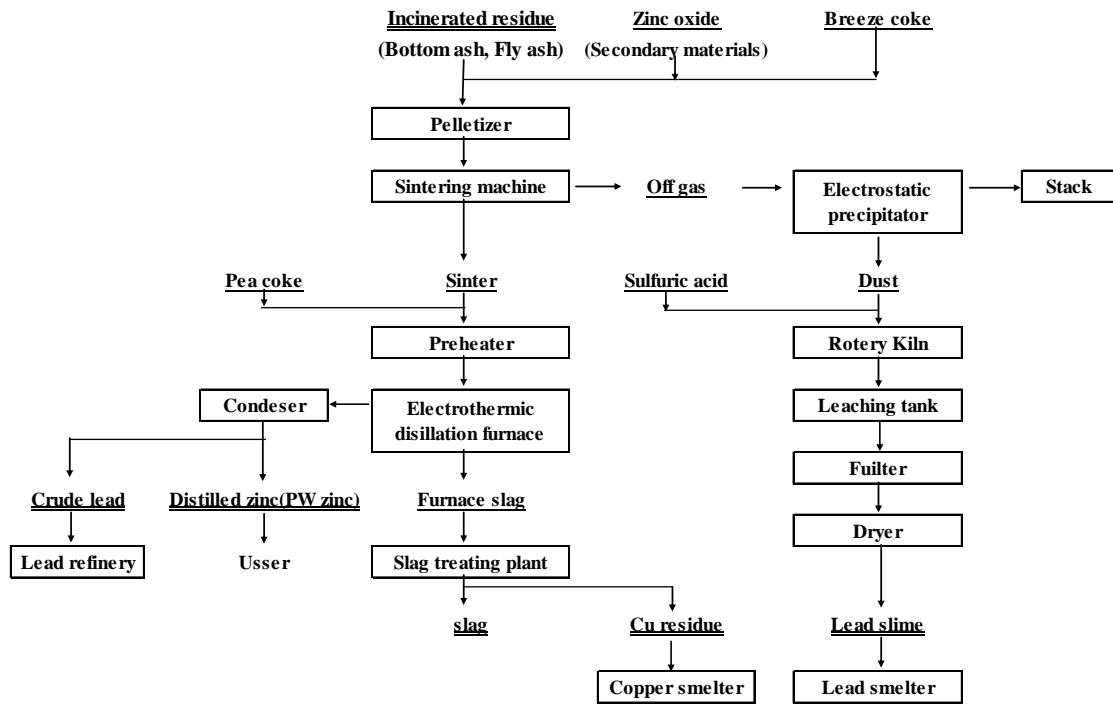 Incinerated residue
(Bottom ash, Fly ash)
Zinc oxide
(Secondary materials)
Breeze coke
Pelletizer
Sintering machine
Off gas
Electrostatic
precipitator
Stack
Pea coke
Sinter
Sulfuric acid
Dust
Preheater
Rotery Kiln
Condeser
Electrothermic
disillation furnace
Leaching tank
Fuilter
Crude lead
Distilled zinc(PW zinc)
Furnace slag
Dryer
Lead refinery
Usser
Slag treating plant
slag
Cu residue
Lead slime
Copper smelter
Lead smelter